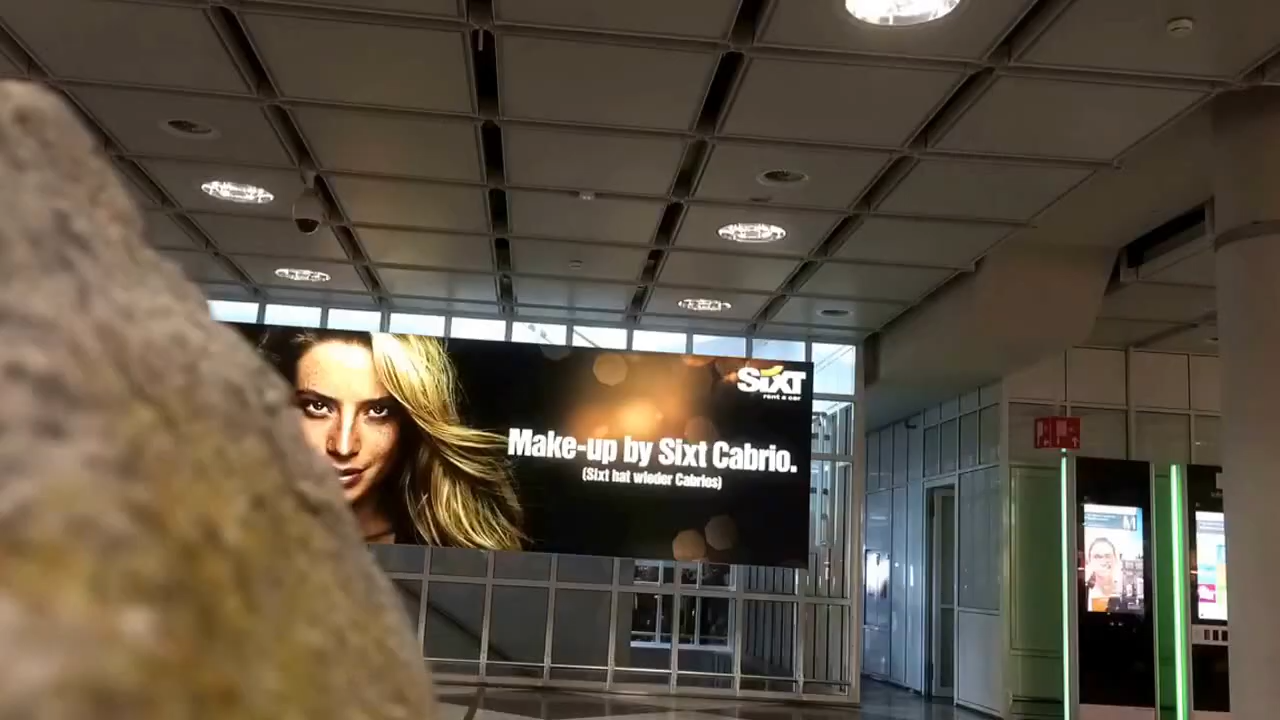 SIXT
rent a car
Make-up by Sixt Cabrio.
(Sixt hat wieder Cabrios)